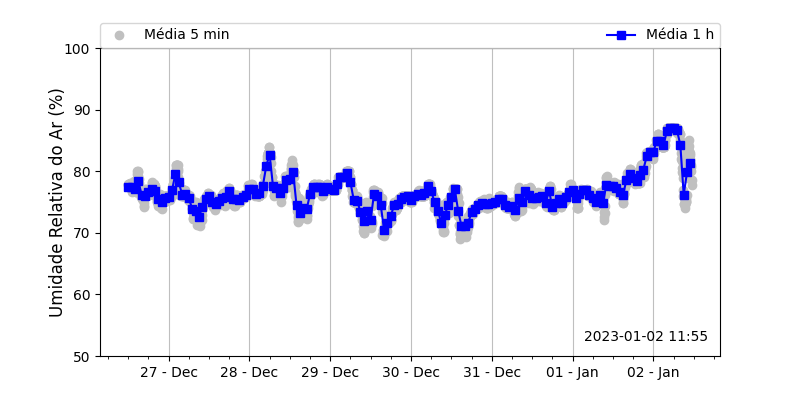 Média 5 min
Média 1 h
100
90
80
70
60
50
Umidade Relativa do Ar (%)
2023-01-02 11:55
27 - Dec
28 - Dec
29 - Dec
30 - Dec
31 - Dec
01 - Jan
02 - Jan